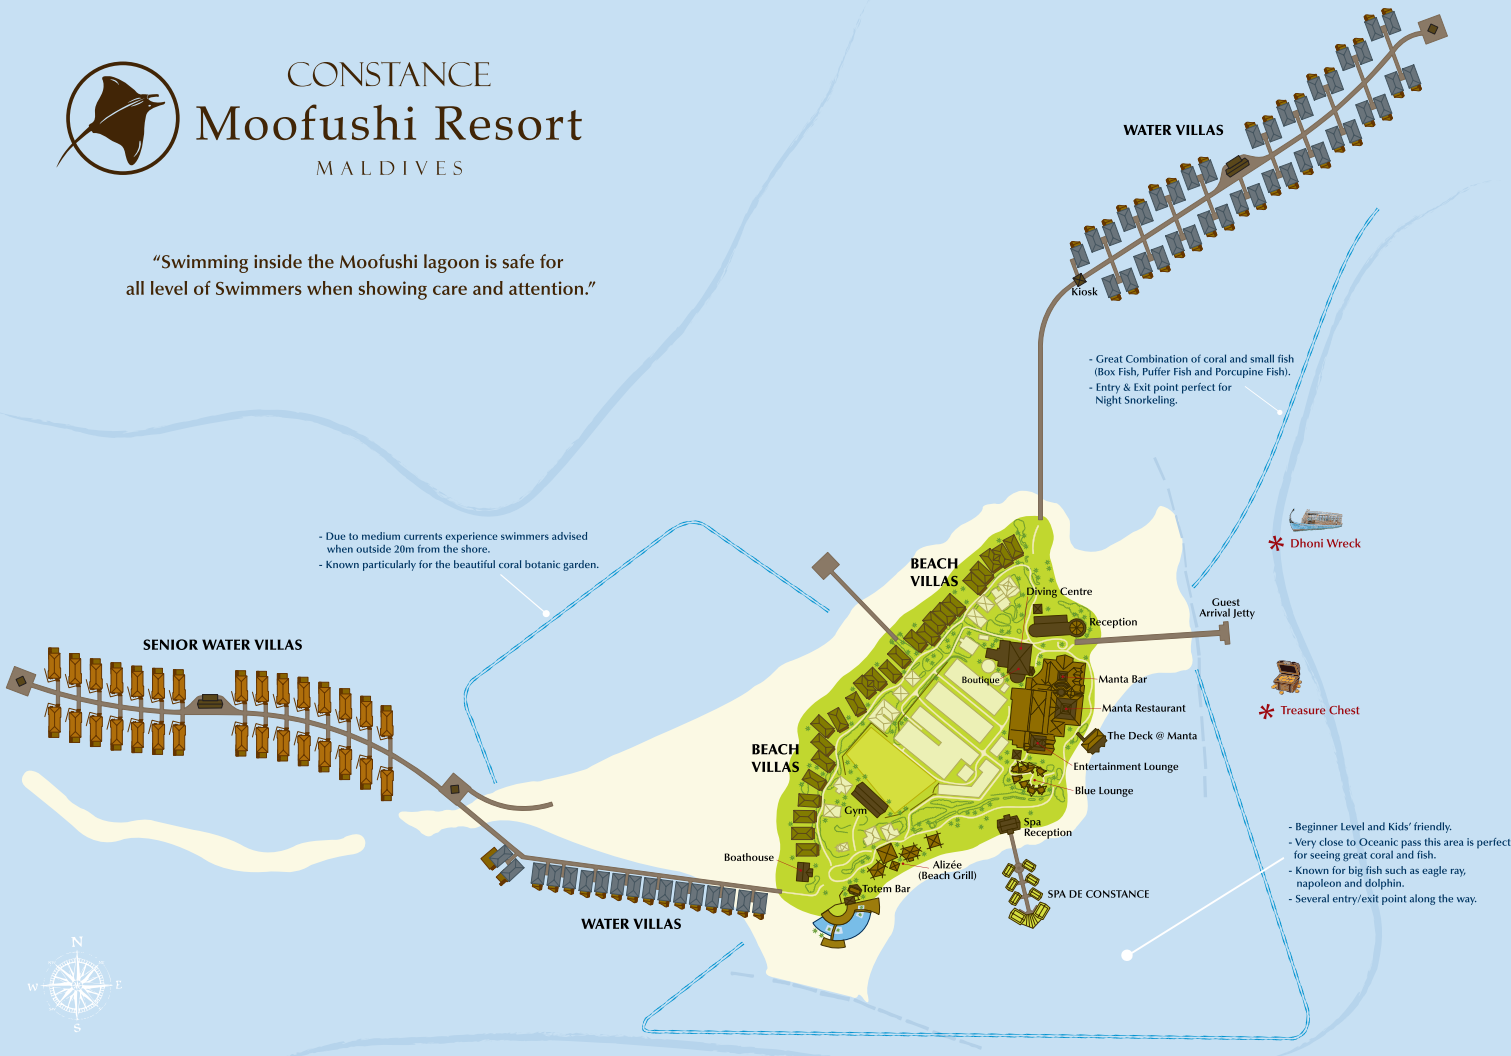 CONSTANCE
Moofushi Resort
MALDIVES
“Swimming inside the Moofushi lagoon is safe for
all level of Swimmers when showing care and attention.”
WATER VILLAS
Kiosk
- Great Combination of coral and small fish
(Box Fish, Puffer Fish and Porcupine Fish).
- Entry & Exit point perfect for
Night Snorkeling.
- Due to medium currents experience swimmers advised
when outside 20m from the shore.
- Known particularly for the beautiful coral botanic garden.
Dhoni Wreck
BEACH
VILLAS
Diving Centre
Reception
Guest
Arrival Jetty
SENIOR WATER VILLAS
Boutique
Manta Bar
Manta Restaurant
Treasure Chest
The Deck @ Manta
BEACH
VILLAS
Entertainment Lounge
Blue Lounge
Gym
Spa
Reception
Boathouse
Alizée
(Beach Grill)
Totem Bar
SPA DE CONSTANCE
- Beginner Level and Kids’ friendly.
- Very close to Oceanic pass this area is perfect
for seeing great coral and fish.
- Known for big fish such as eagle ray,
napoleon and dolphin.
- Several entry/exit point along the way.
WATER VILLAS
N
W
E
S